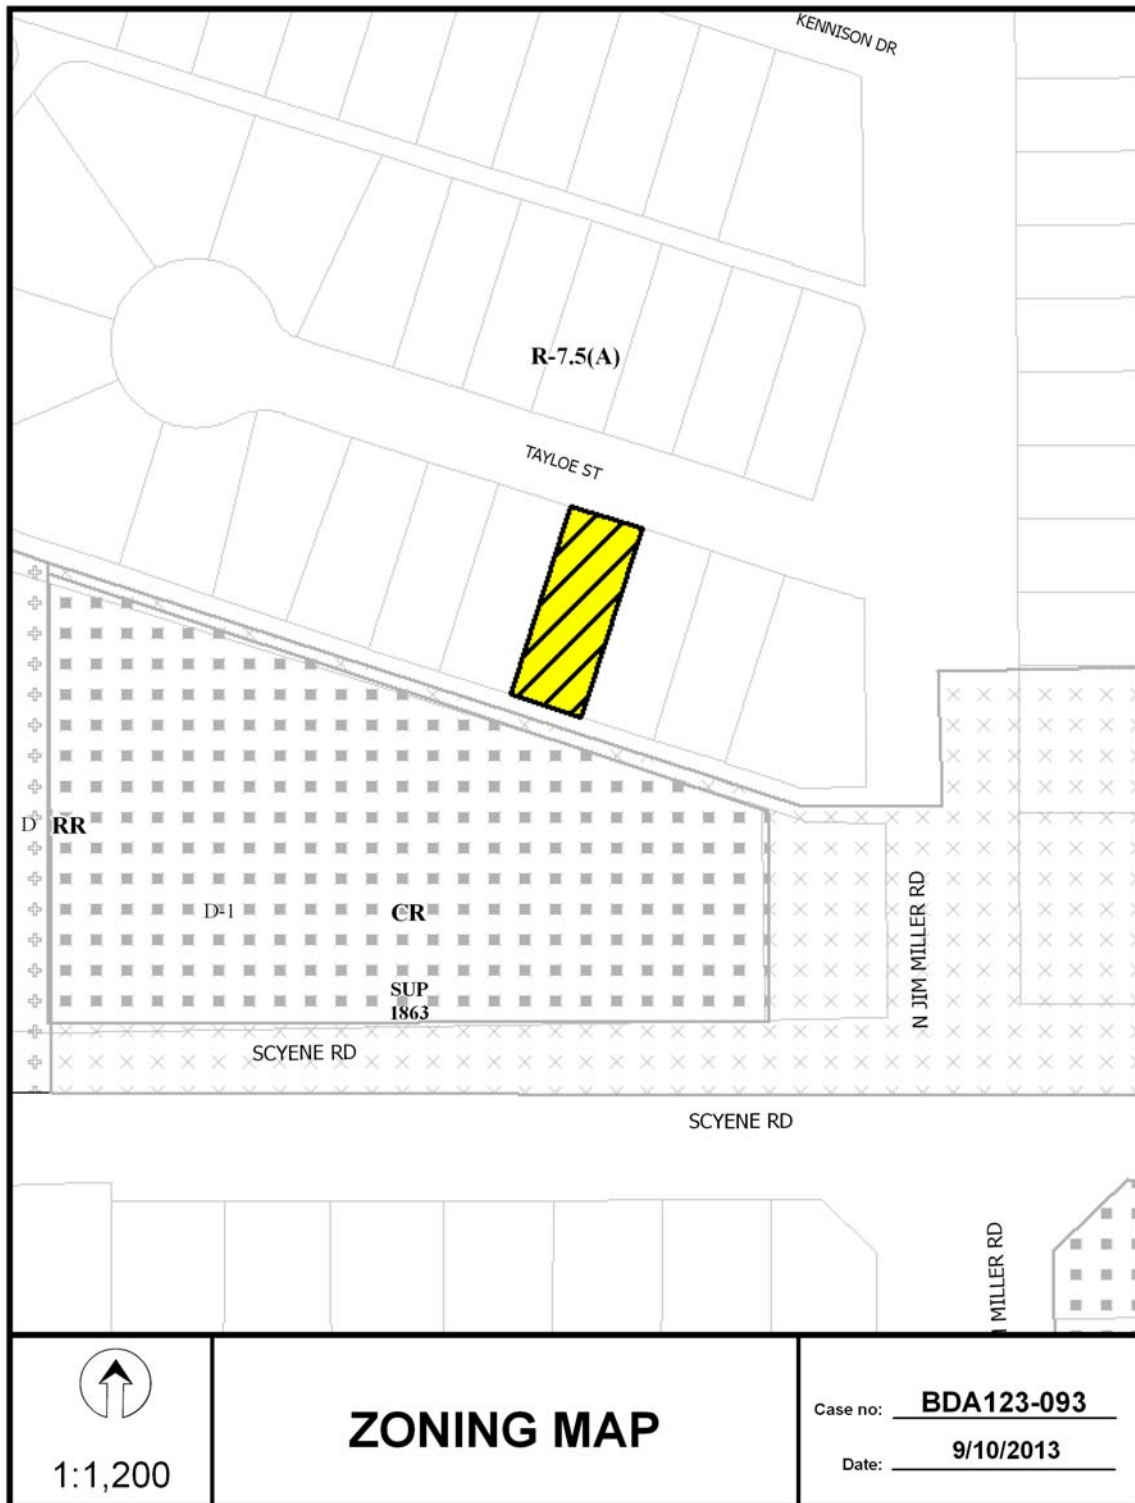 KENNISON DR
R-7.5(A)
TAYLOE ST
D
RR
D-1
CR
SUP
1863
N JIM MILLER RD
SCYENE RD
SCYENE RD
MILLER RD
1:1,200
ZONING MAP
Case no: BDA123-093
Date: 9/10/2013